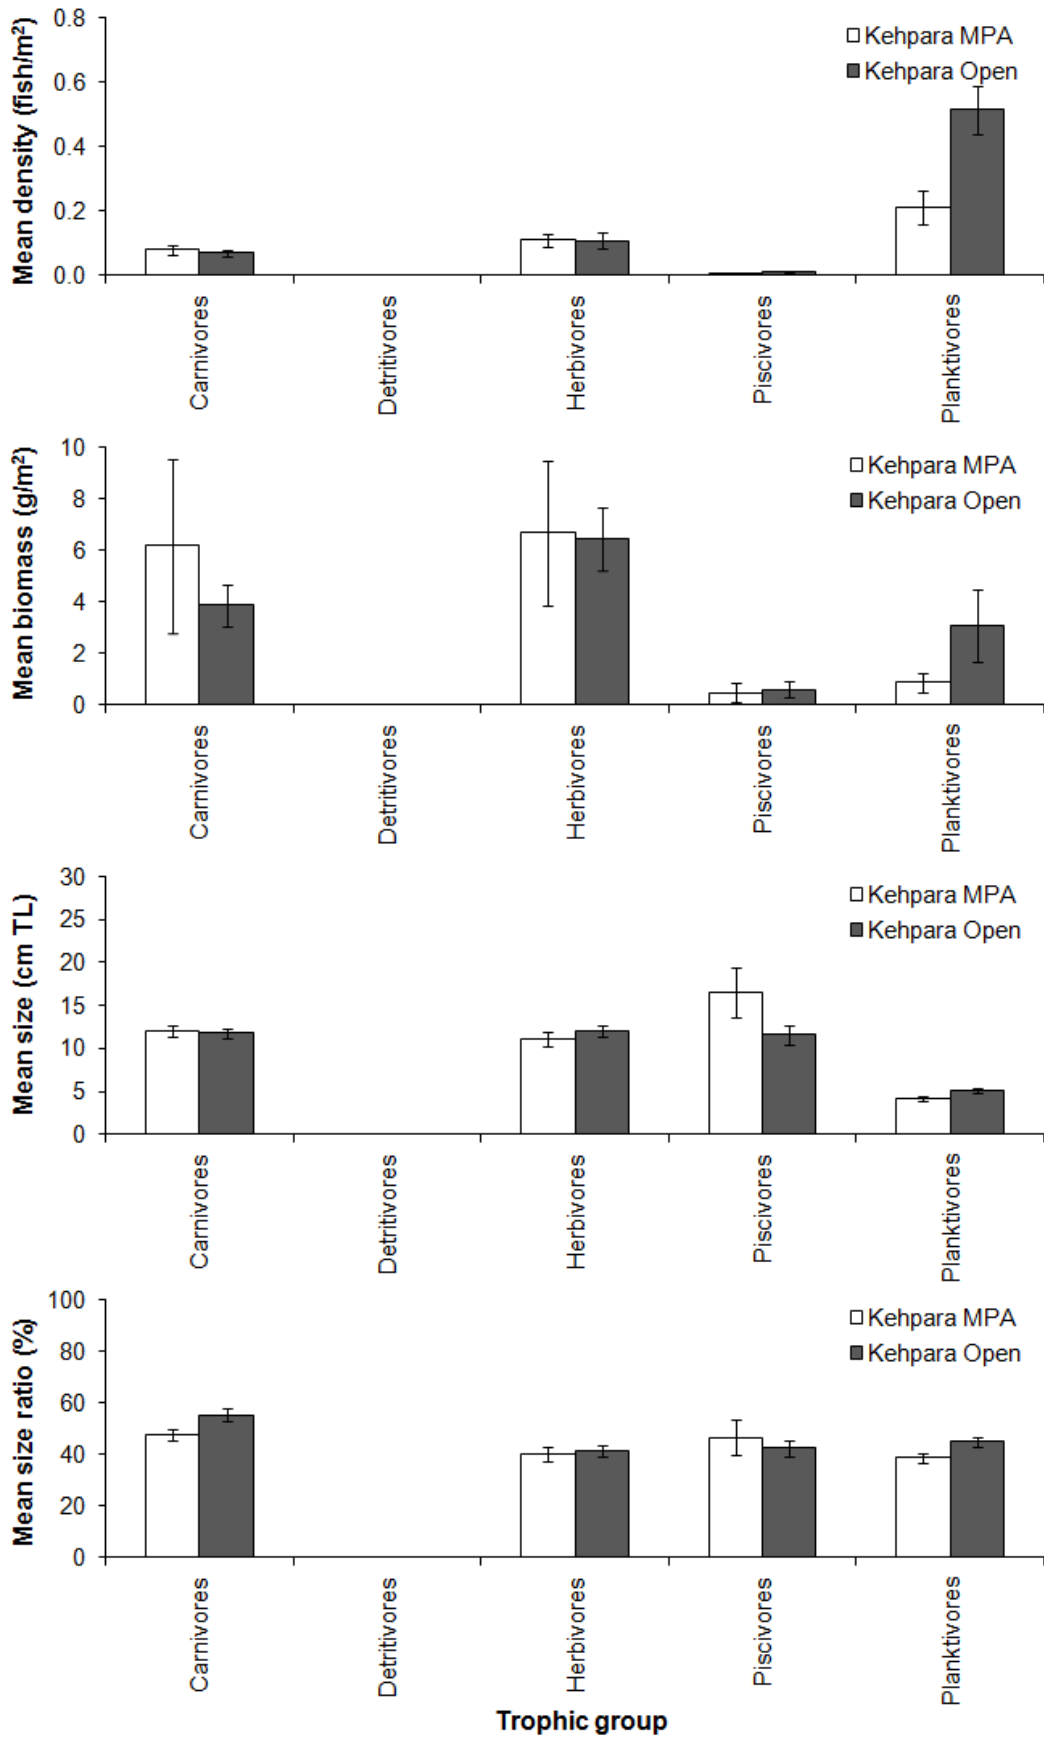 Mean density (fish/m²)
0.8
0.6
0.4
0.2
0.0
Kehpara MPA
Kehpara Open
Carnivores
Detritivores
Herbivores
Piscivores
Planktivores
Mean biomass (g/m²)
10
8
6
4
2
0
Kehpara MPA
Kehpara Open
Carnivores
Detritivores
Herbivores
Piscivores
Planktivores
Mean size (cm TL)
30
25
20
15
10
5
0
Kehpara MPA
Kehpara Open
Carnivores
Detritivores
Herbivores
Piscivores
Planktivores
Mean size ratio (%)
100
80
60
40
20
0
Kehpara MPA
Kehpara Open
Carnivores
Detritivores
Herbivores
Piscivores
Planktivores
Trophic group